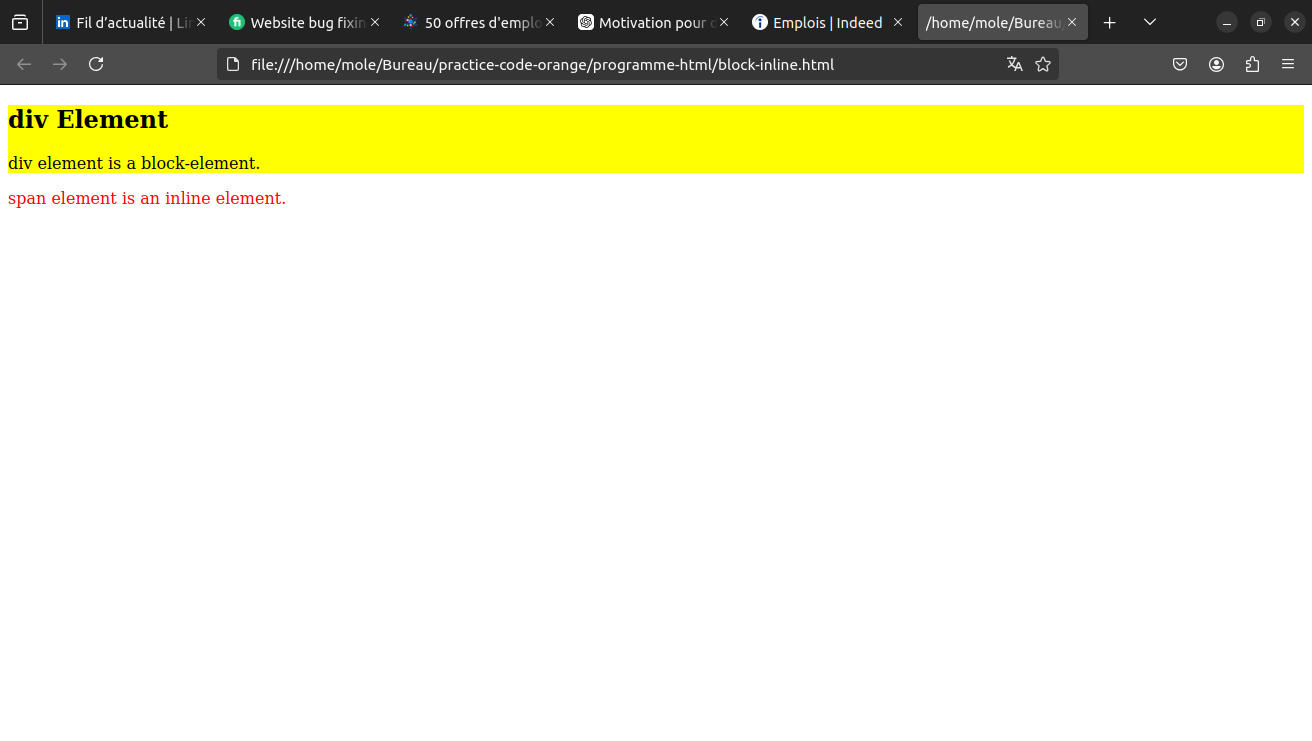 Fil d’actualité | Lin
Website bug fixin
50 offres d'emplo
Motivation pour d
Emplois | Indeed
/home/mole/Bureau/
file:///home/mole/Bureau/practice-code-orange/programme-html/block-inline.html
div Element
div element is a block-element.
span element is an inline element.